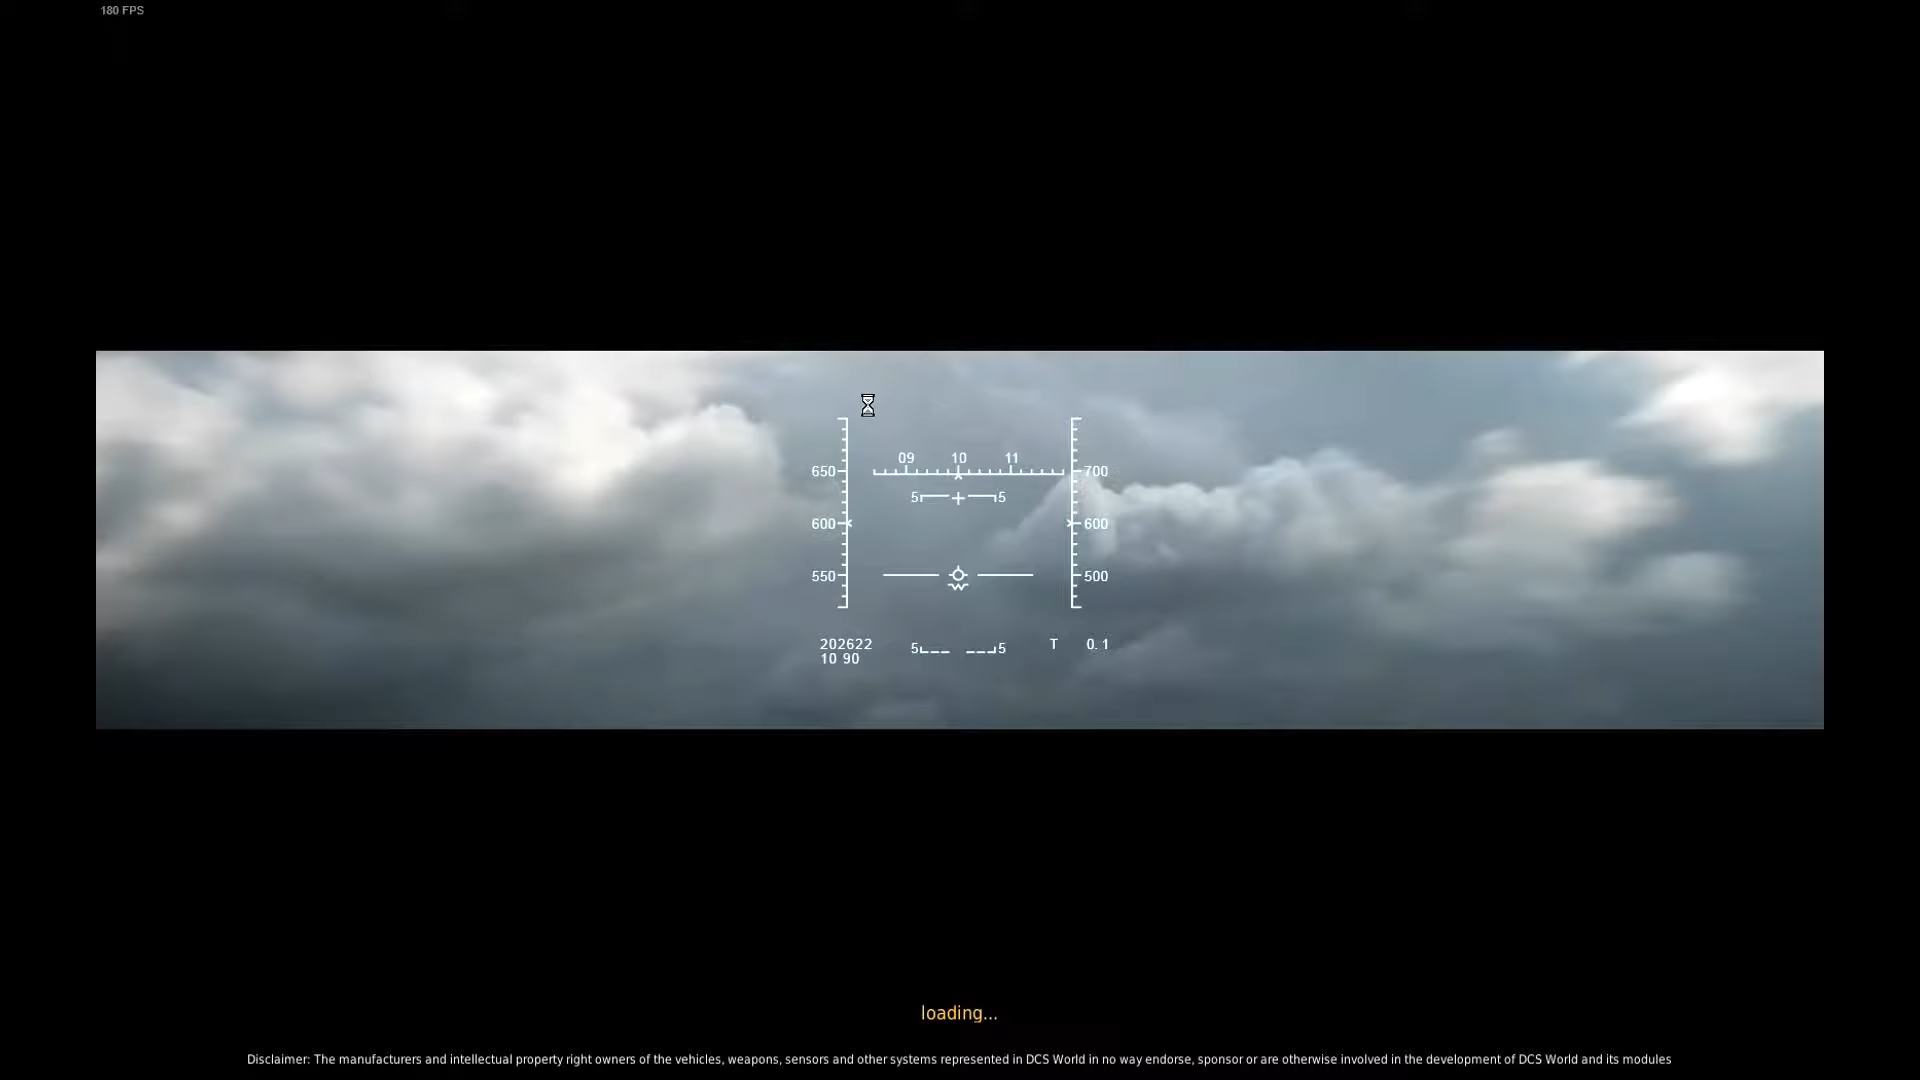 180 FPS
09 10 11
650 700
5 5
600 600
550 500
202622 5 5 T 0.1
10 90
loading...
Disclaimer: The manufacturers and intellectual property right owners of the vehicles, weapons, sensors and other systems represented in DCS World in no way endorse, sponsor or are otherwise involved in the development of DCS World and its modules